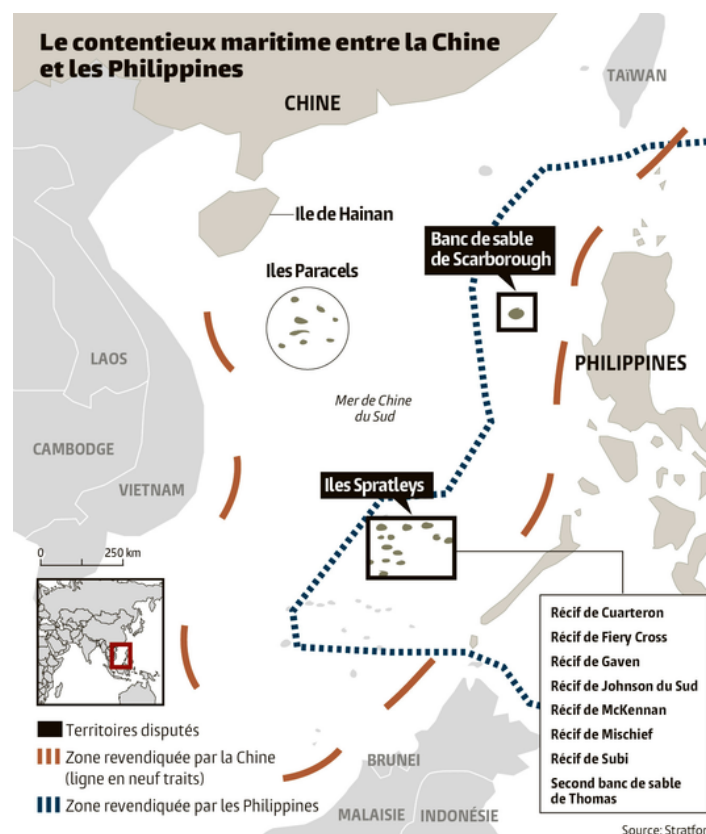 Le contentieux maritime entre la Chine
et les Philippines
TAÏWAN
CHINE
Ile de Hainan
Banc de sable
de Scarborough
Iles Paracels
PHILIPPINES
LAOS
Mer de Chine
du Sud
CAMBODGE
VIETNAM
Iles Spratleys
0 250 km
Récif de Cuarteron
Récif de Fiery Cross
Récif de Gaven
Récif de Johnson du Sud
Récif de McKennan
Récif de Mischief
Récif de Subi
Second banc de sable
de Thomas
Territoires disputés
Zone revendiquée par la Chine
(ligne en neuf traits)
Zone revendiquée par les Philippines
BRUNEI
MALAISIE
INDONÉSIE
Source: Stratfor